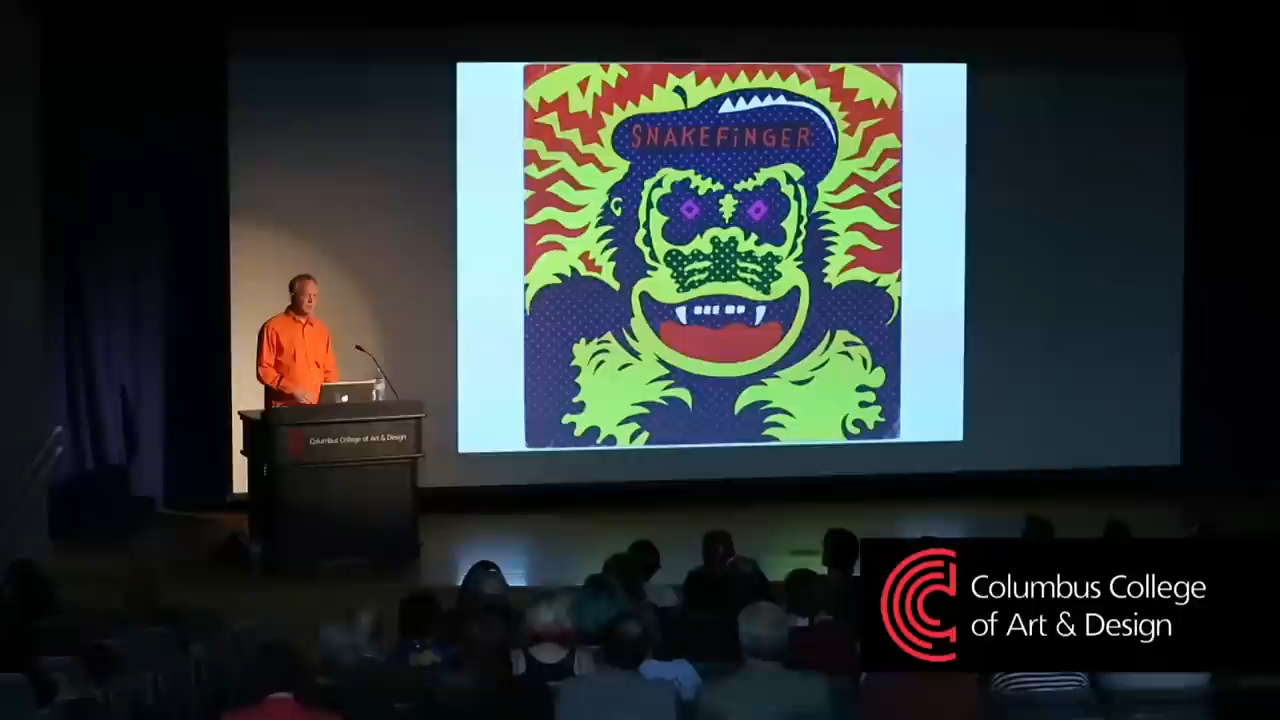 SNAKEFiNGER
Columbus College of Art & Design
Columbus College
of Art & Design